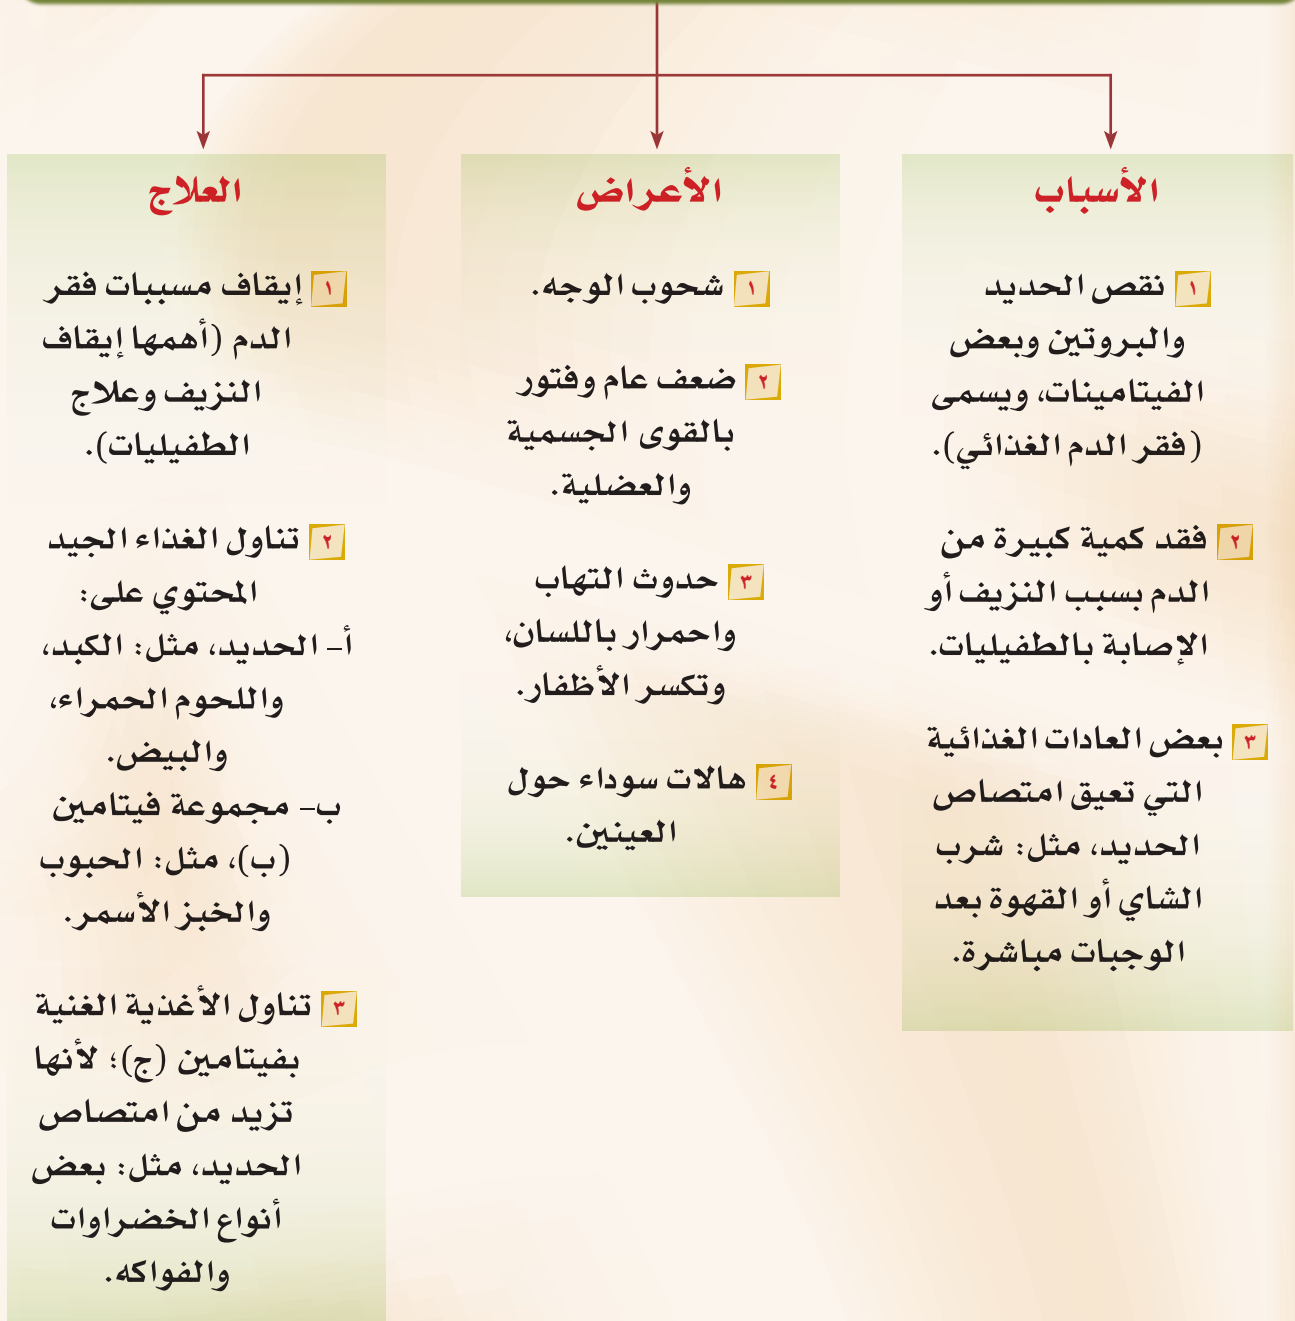 الأسباب
١ نقص الحديد
والبروتين وبعض
الفيتامينات، ويسمى
(فقر الدم الغذائي).
٢ فقد كمية كبيرة من
الدم بسبب النزيف أو
الإصابة بالطفيليات.
٣ بعض العادات الغذائية
التي تعيق امتصاص
الحديد، مثل: شرب
الشاي أو القهوة بعد
الوجبات مباشرة.
الأعراض
١ شحوب الوجه.
٢ ضعف عام وفتور
بالقوى الجسمية
والعضلية.
٣ حدوث التهاب
واحمرار باللسان،
وتكسر الأظفار.
٤ هالات سوداء حول
العينين.
العلاج
١ إيقاف مسببات فقر
الدم (أهمها إيقاف
النزيف وعلاج
الطفيليات).
٢ تناول الغذاء الجيد
المحتوي على:
أ– الحديد، مثل: الكبد،
واللحوم الحمراء،
والبيض.
ب– مجموعة فيتامين
(ب)، مثل: الحبوب
والخبز الأسمر.
٣ تناول الأغذية الغنية
بفيتامين (ج)؛ لأنها
تزيد من امتصاص
الحديد، مثل: بعض
أنواع الخضراوات
والفواكه.